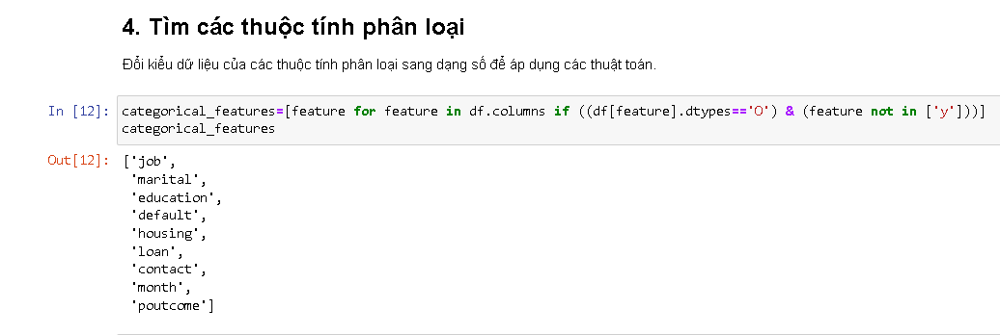 4. Tìm các thuộc tính phân loại
Đổi kiểu dữ liệu của các thuộc tính phân loại sang dạng số để áp dụng các thuật toán.
In [12]: categorical_features=[feature for feature in df.columns if ((df[feature].dtypes=='O') & (feature not in ['y']))]
categorical_features
Out[12]: ['job',
'marital',
'education',
'default',
'housing',
'loan',
'contact',
'month',
'poutcome']